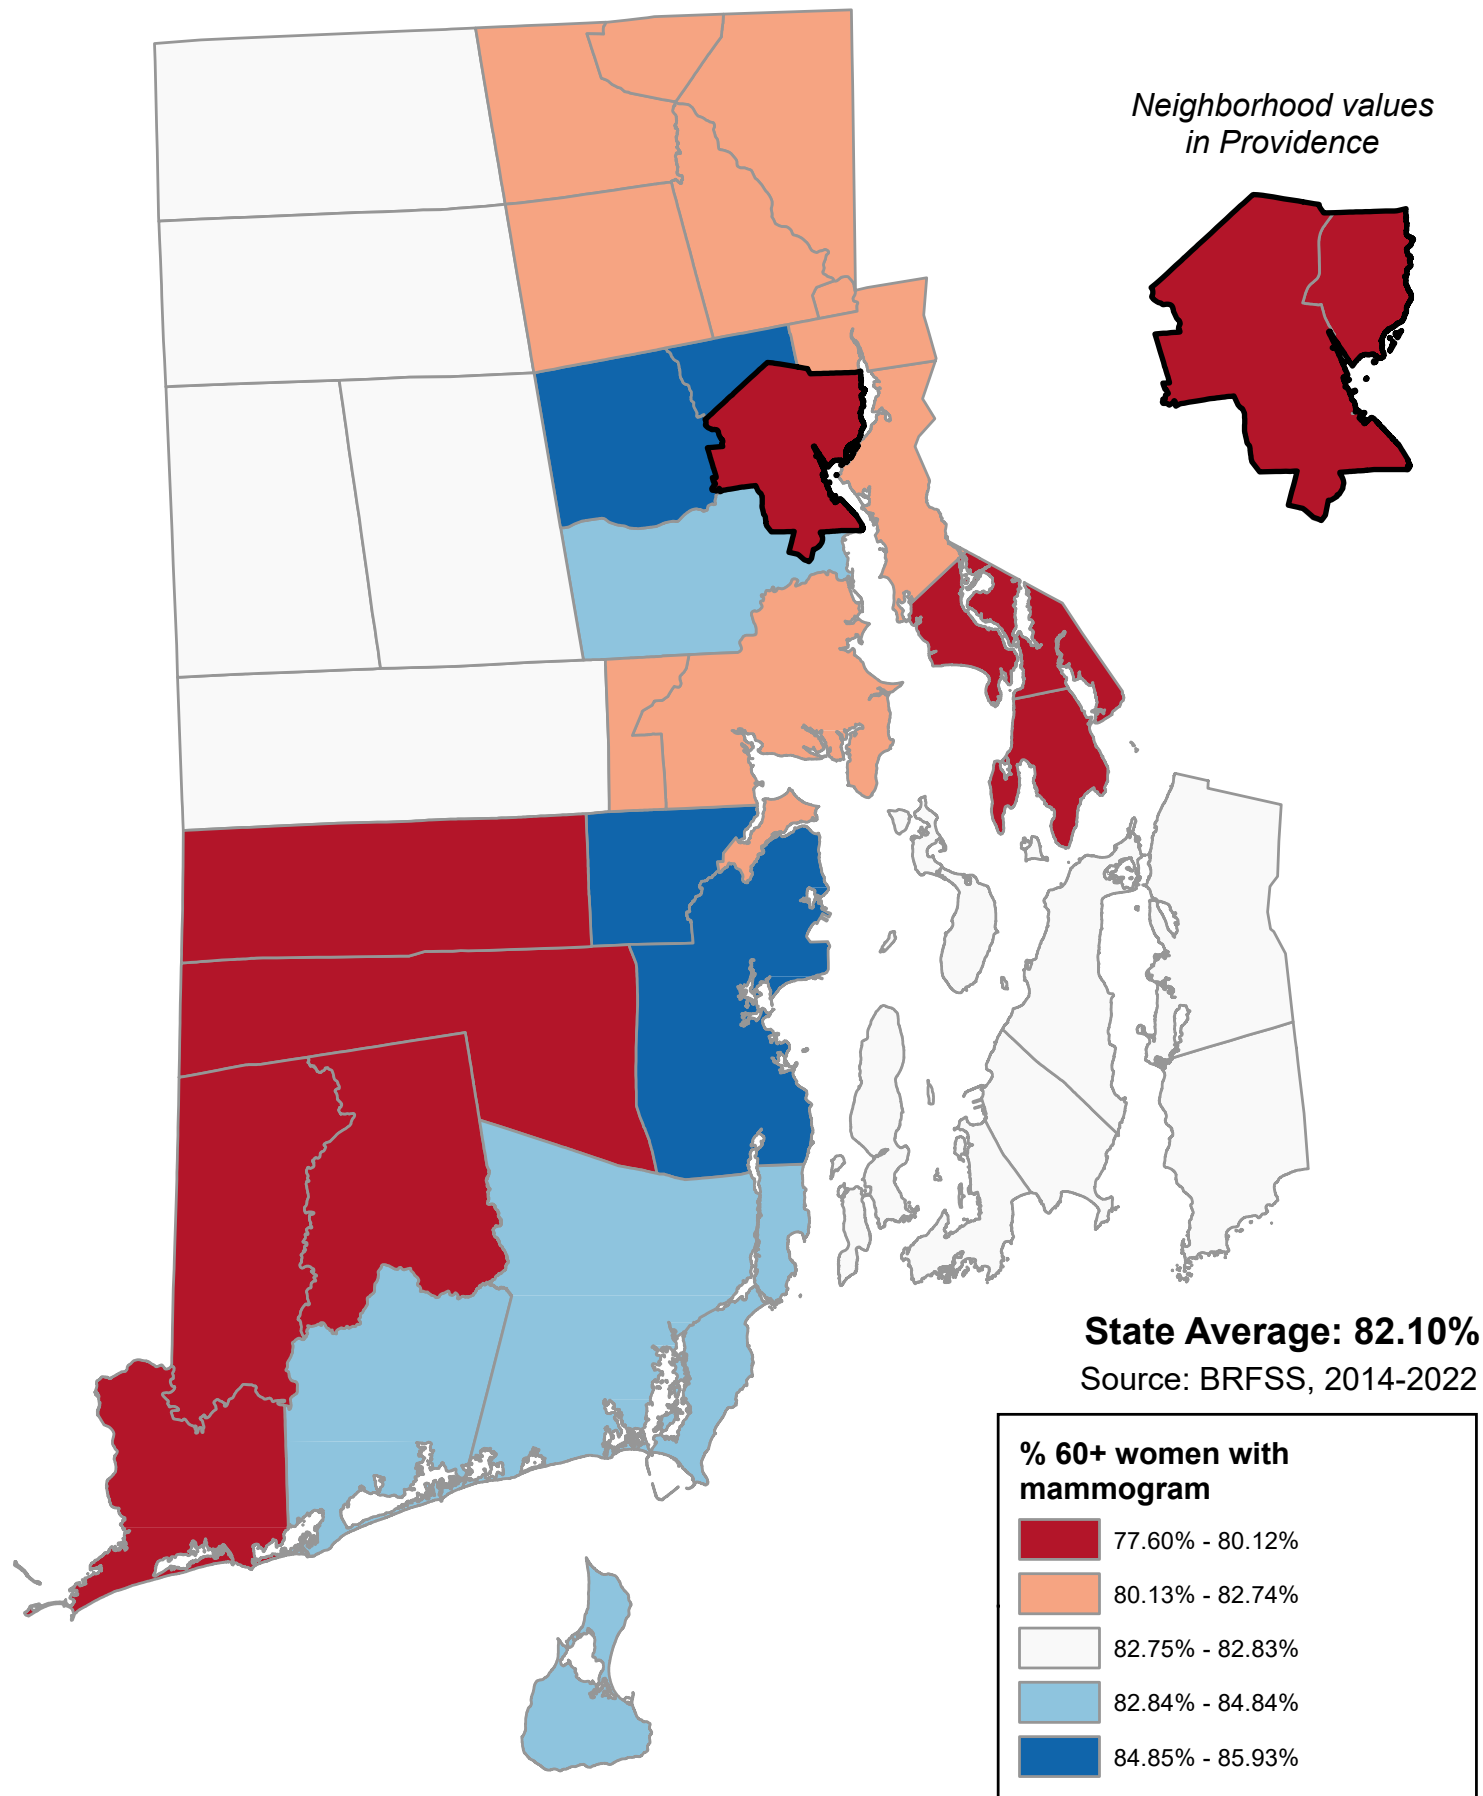 Neighborhood values
in Providence
State Average: 82.10%
Source: BRFSS, 2014-2022
% 60+ women with
mammogram
77.60% - 80.12%
80.13% - 82.74%
82.75% - 82.83%
82.84% - 84.84%
84.85% - 85.93%